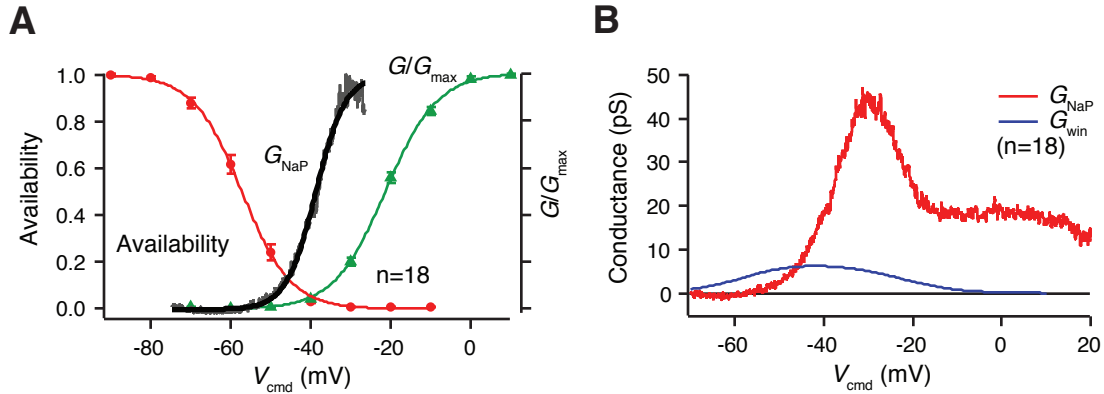 A
Availability
1.0
0.8
0.6
0.4
0.2
0.0
G/Gmax
GNaP
Availability
n=18
G/Gmax
-80
-60
-40
-20
0
Vcmd (mV)
B
Conductance (pS)
50
40
30
20
10
0
GNaP
Gwin
(n=18)
-60
-40
-20
0
20
Vcmd (mV)